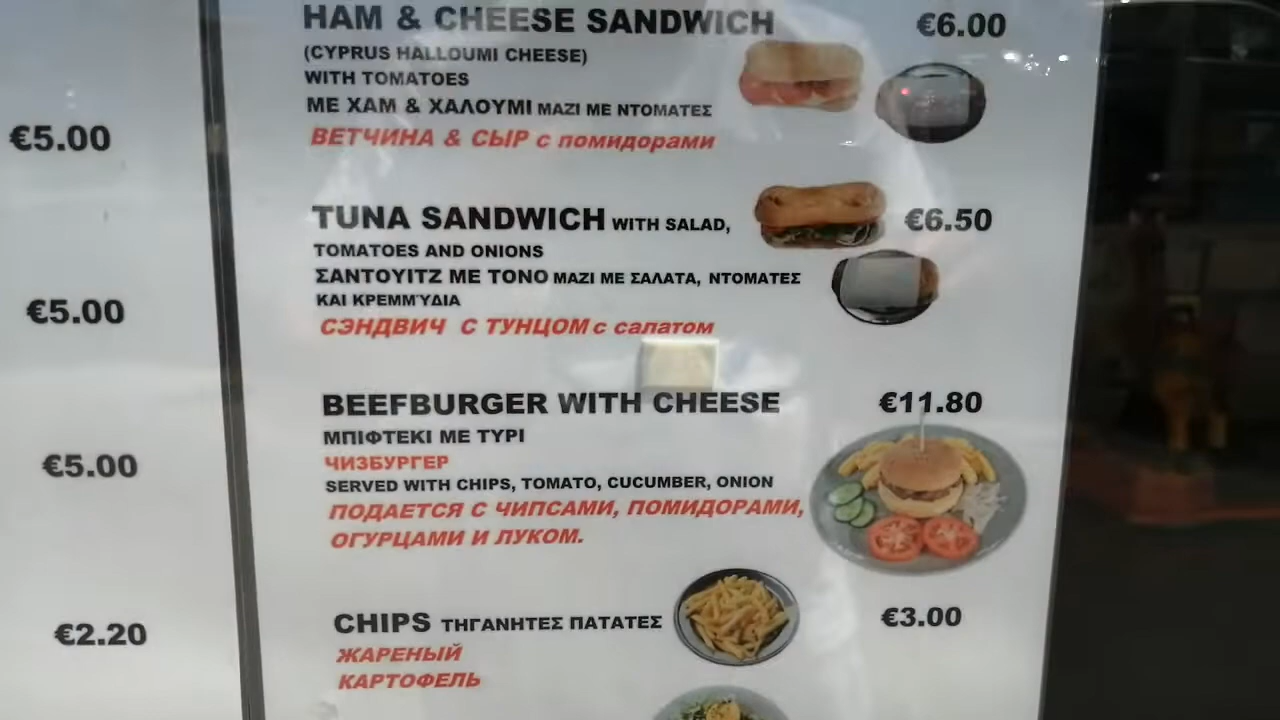 HAM & CHEESE SANDWICH €6.00
(CYPRUS HALLOUMI CHEESE)
WITH TOMATOES
ΜΕ ΧΑΜ & ΧΑΛΟΥΜΙ ΜΑΖΙ ΜΕ ΝΤΟΜΑΤΕΣ
ВЕТЧИНА & СЫР с помидорами
€5.00
TUNA SANDWICH WITH SALAD, €6.50
TOMATOES AND ONIONS
ΣΑΝΤΟΥΙΤΖ ΜΕ ΤΟΝΟ ΜΑΖΙ ΜΕ ΣΑΛΑΤΑ, ΝΤΟΜΑΤΕΣ
ΚΑΙ ΚΡΕΜΜΎΔΙΑ
СЭНДВИЧ С ТУНЦОМ с салатом
€5.00
BEEFBURGER WITH CHEESE €11.80
ΜΠΙΦΤΕΚΙ ΜΕ ΤΥΡΙ
ЧИЗБУРГЕР
SERVED WITH CHIPS, TOMATO, CUCUMBER, ONION
ПОДАЕТСЯ С ЧИПСАМИ, ПОМИДОРАМИ,
ОГУРЦАМИ И ЛУКОМ.
€5.00
CHIPS ΤΗΓΑΝΗΤΕΣ ΠΑΤΑΤΕΣ €3.00
ЖАРЕНЫЙ
КАРТОФЕЛЬ
€2.20